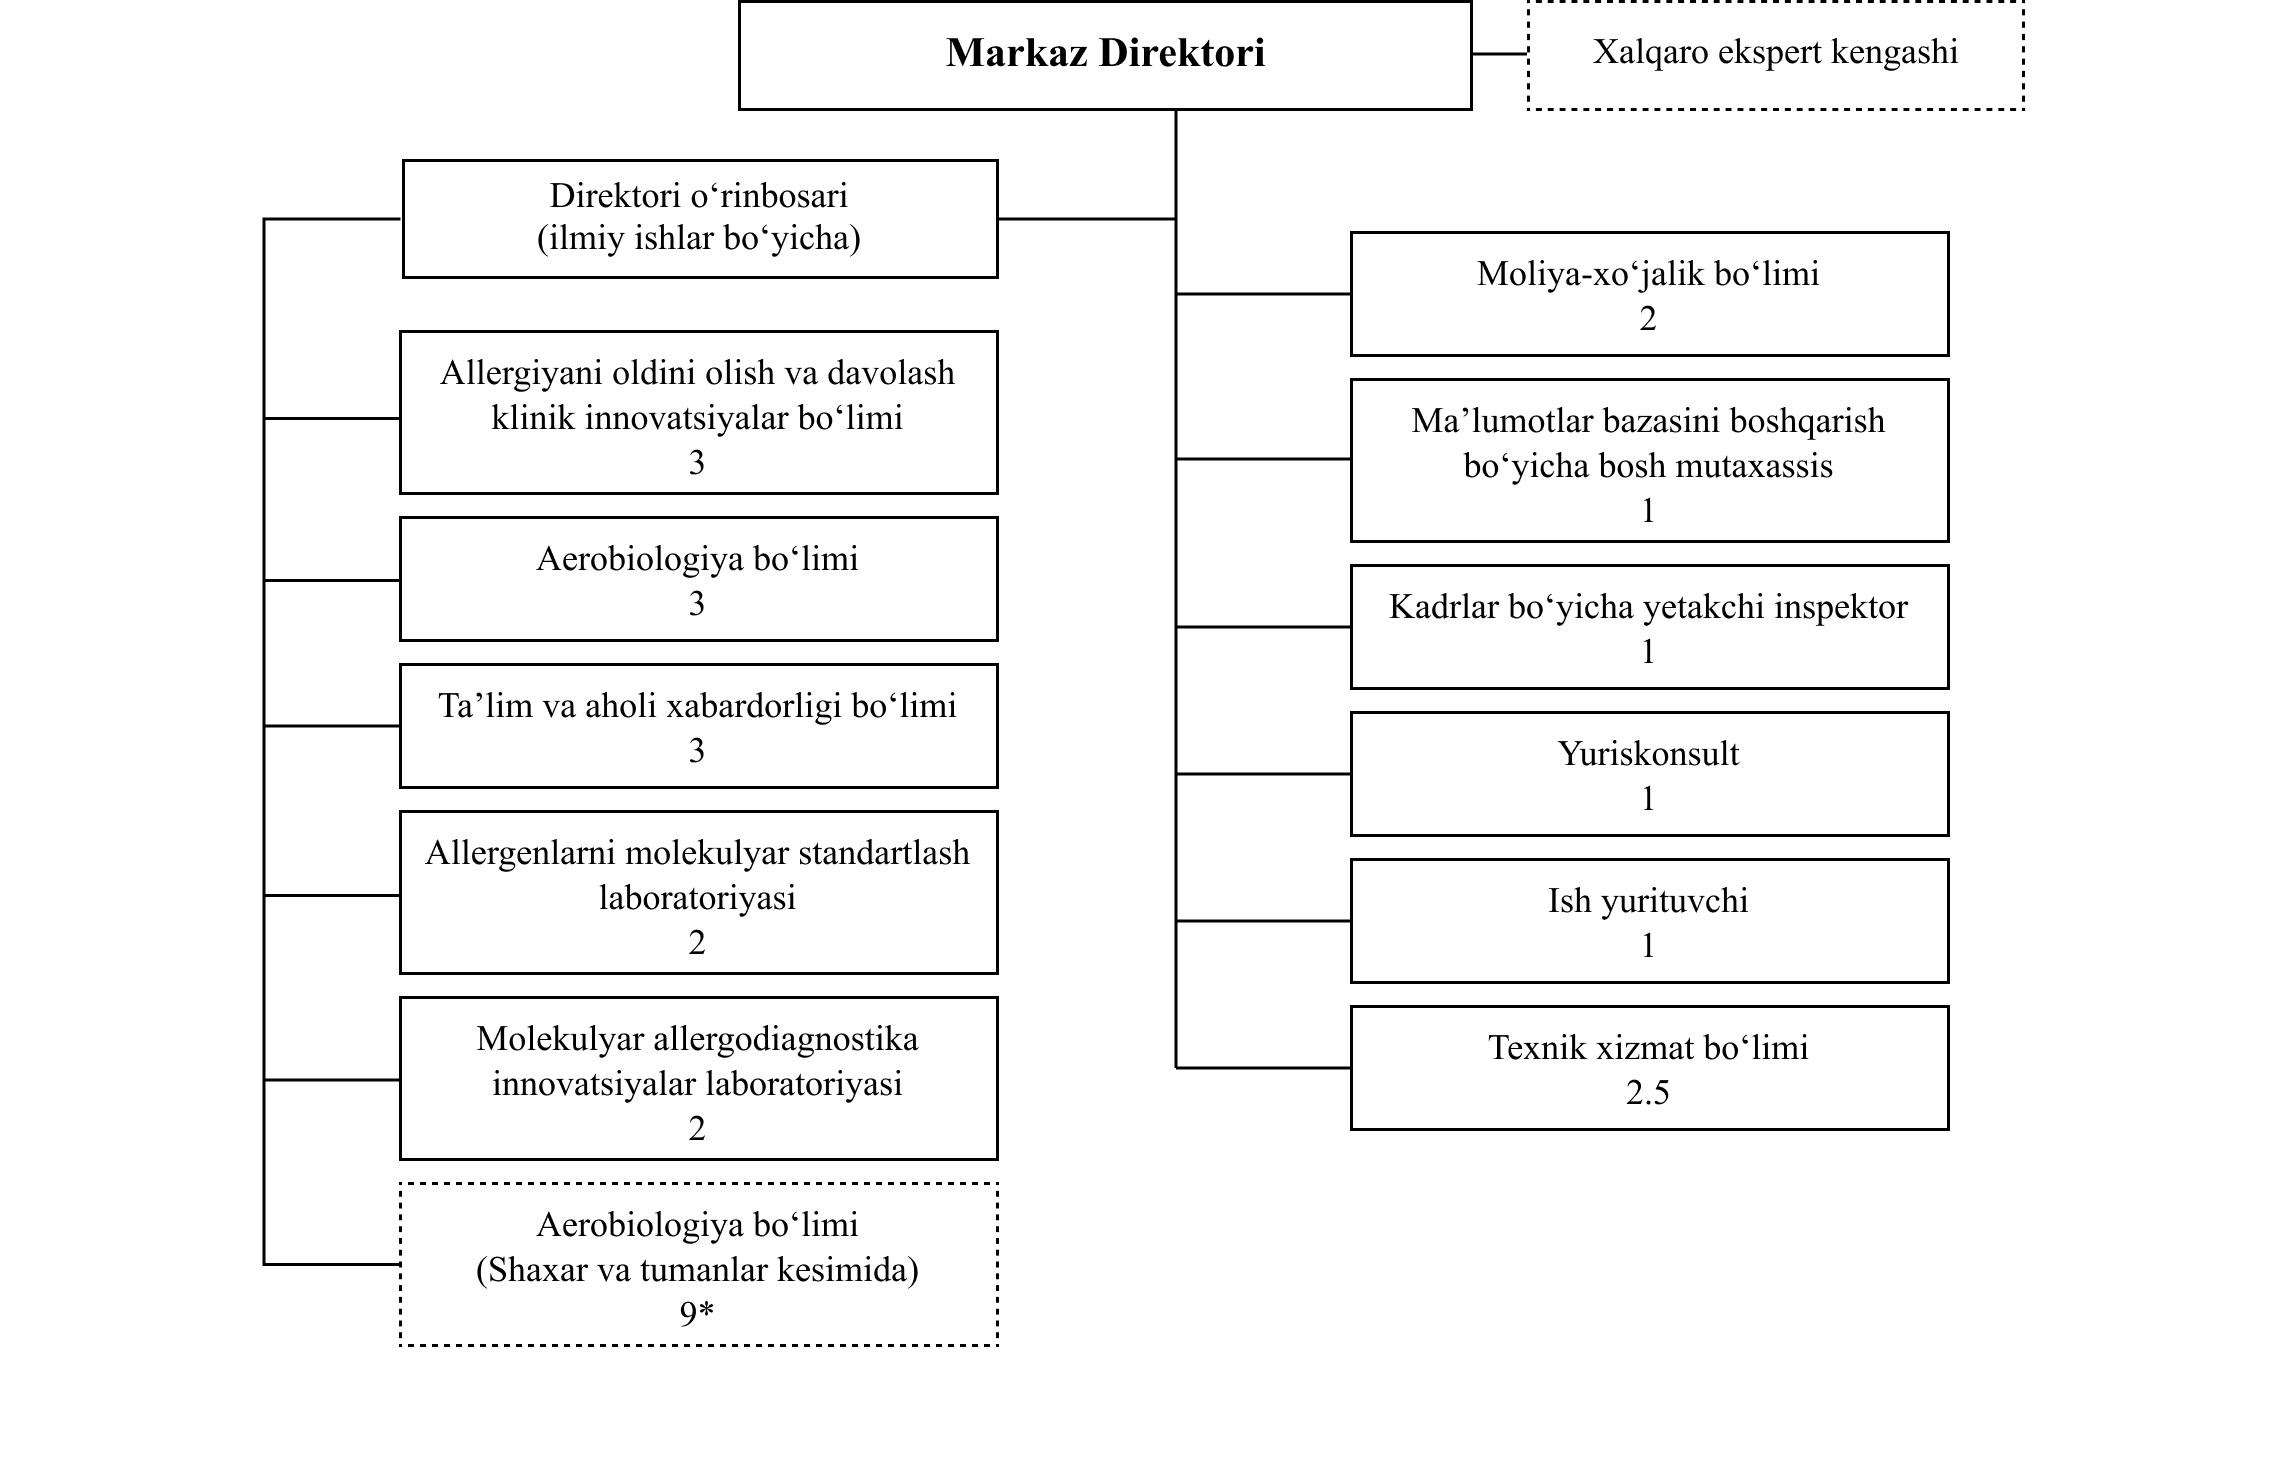 Markaz Direktori
Xalqaro ekspert kengashi
Direktori o‘rinbosari
(ilmiy ishlar bo‘yicha)
Allergiyani oldini olish va davolash
klinik innovatsiyalar bo‘limi
3
Aerobiologiya bo‘limi
3
Ta’lim va aholi xabardorligi bo‘limi
3
Allergenlarni molekulyar standartlash
laboratoriyasi
2
Molekulyar allergodiagnostika
innovatsiyalar laboratoriyasi
2
Aerobiologiya bo‘limi
(Shaxar va tumanlar kesimida)
9*
Moliya-xo‘jalik bo‘limi
2
Ma’lumotlar bazasini boshqarish
bo‘yicha bosh mutaxassis
1
Kadrlar bo‘yicha yetakchi inspektor
1
Yuriskonsult
1
Ish yurituvchi
1
Texnik xizmat bo‘limi
2.5